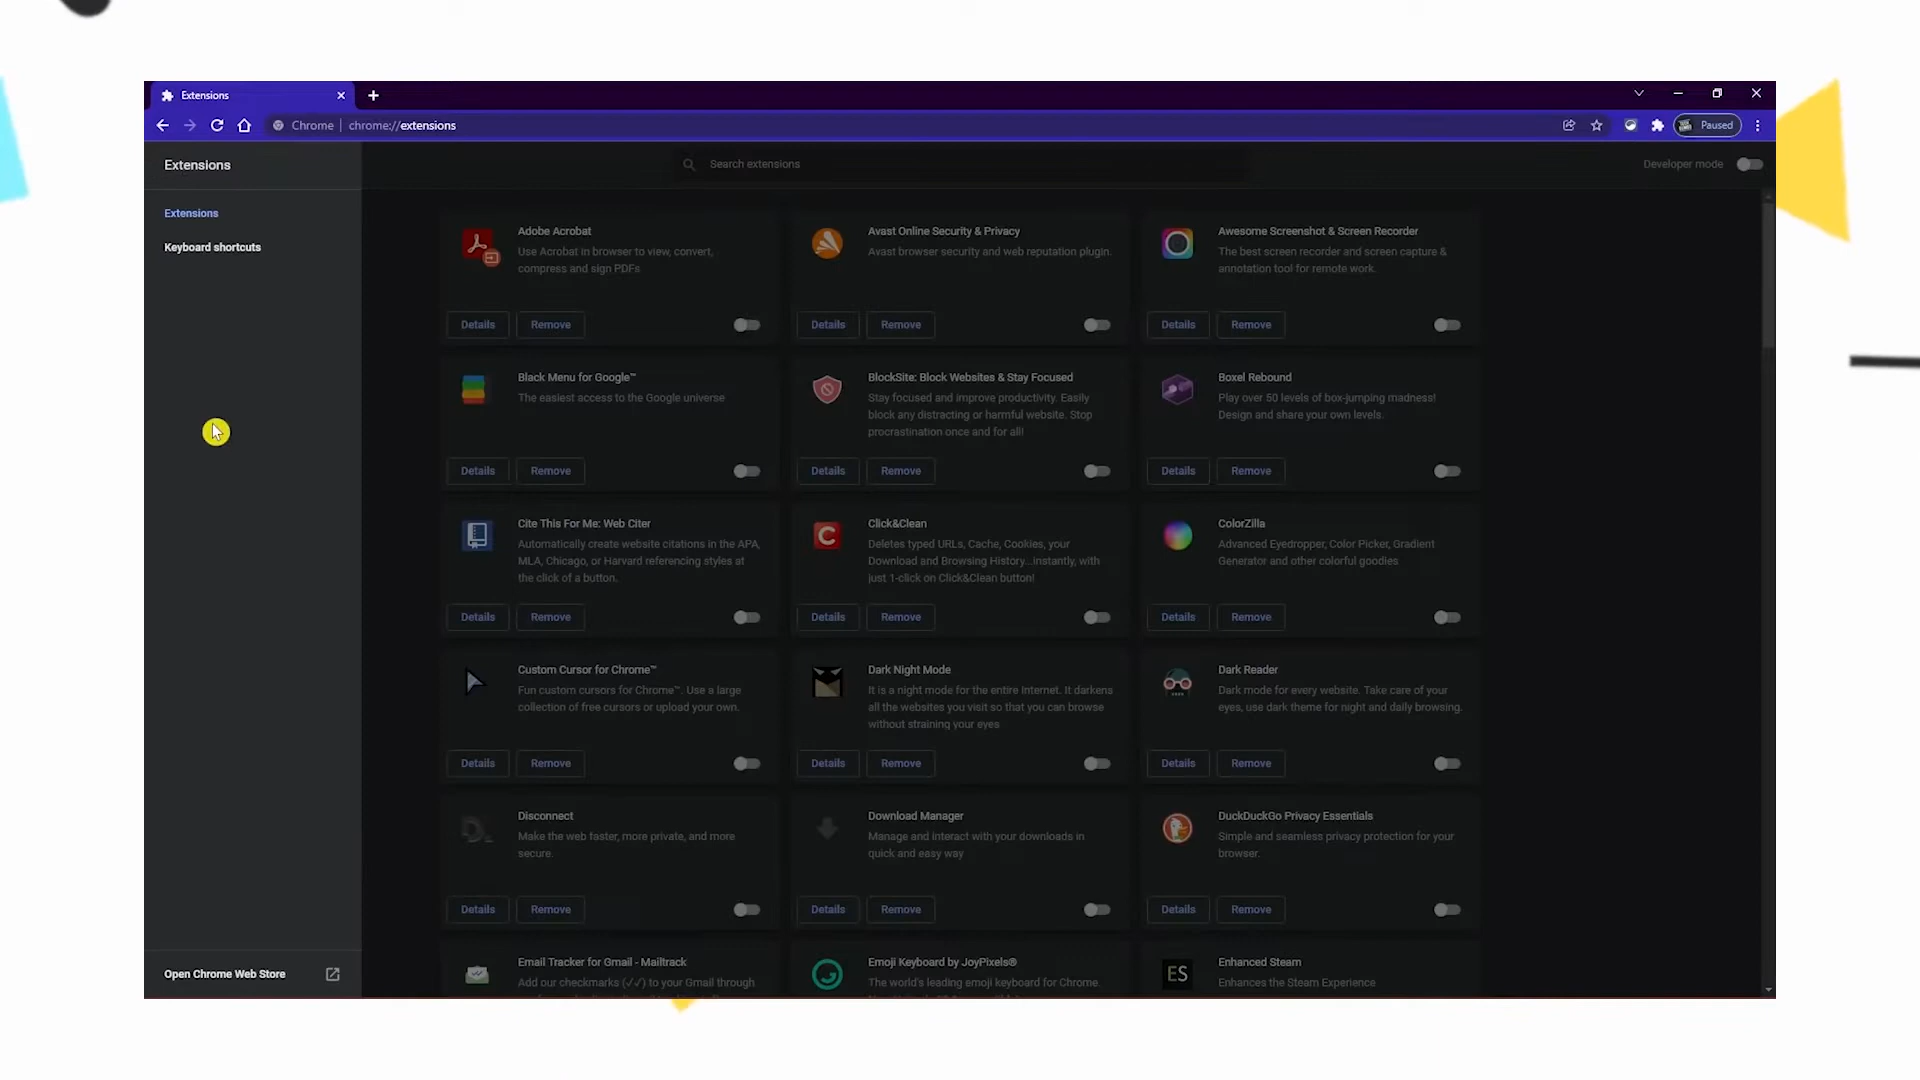 Extensions
Chrome | chrome://extensions
Paused
Extensions
Search extensions
Developer mode
Extensions
Keyboard shortcuts
Adobe Acrobat
Use Acrobat in browser to view, convert,
compress and sign PDFs
Details
Remove
Avast Online Security & Privacy
Avast browser security and web reputation plugin.
Details
Remove
Awesome Screenshot & Screen Recorder
The best screen recorder and screen capture &
annotation tool for remote work.
Details
Remove
Black Menu for Google™
The easiest access to the Google universe
Details
Remove
BlockSite: Block Websites & Stay Focused
Stay focused and improve productivity. Easily
block any distracting or harmful website. Stop
procrastination once and for all!
Details
Remove
Boxel Rebound
Play over 50 levels of box-jumping madness!
Design and share your own levels.
Details
Remove
Cite This For Me: Web Citer
Automatically create website citations in the APA,
MLA, Chicago, or Harvard referencing styles at
the click of a button.
Details
Remove
C
Click&Clean
Deletes typed URLs, Cache, Cookies, your
Download and Browsing History...instantly, with
just 1-click on Click&Clean button!
Details
Remove
ColorZilla
Advanced Eyedropper, Color Picker, Gradient
Generator and other colorful goodies
Details
Remove
Custom Cursor for Chrome™
Fun custom cursors for Chrome™. Use a large
collection of free cursors or upload your own.
Details
Remove
Dark Night Mode
It is a night mode for the entire Internet. It darkens
all the websites you visit so that you can browse
without straining your eyes
Details
Remove
Dark Reader
Dark mode for every website. Take care of your
eyes, use dark theme for night and daily browsing.
Details
Remove
Disconnect
Make the web faster, more private, and more
secure.
Details
Remove
Download Manager
Manage and interact with your downloads in
quick and easy way
Details
Remove
DuckDuckGo Privacy Essentials
Simple and seamless privacy protection for your
browser.
Details
Remove
Email Tracker for Gmail - Mailtrack
Add our checkmarks (✓✓) to your Gmail through
Emoji Keyboard by JoyPixels®
The world's leading emoji keyboard for Chrome.
ES
Enhanced Steam
Enhances the Steam Experience
Open Chrome Web Store